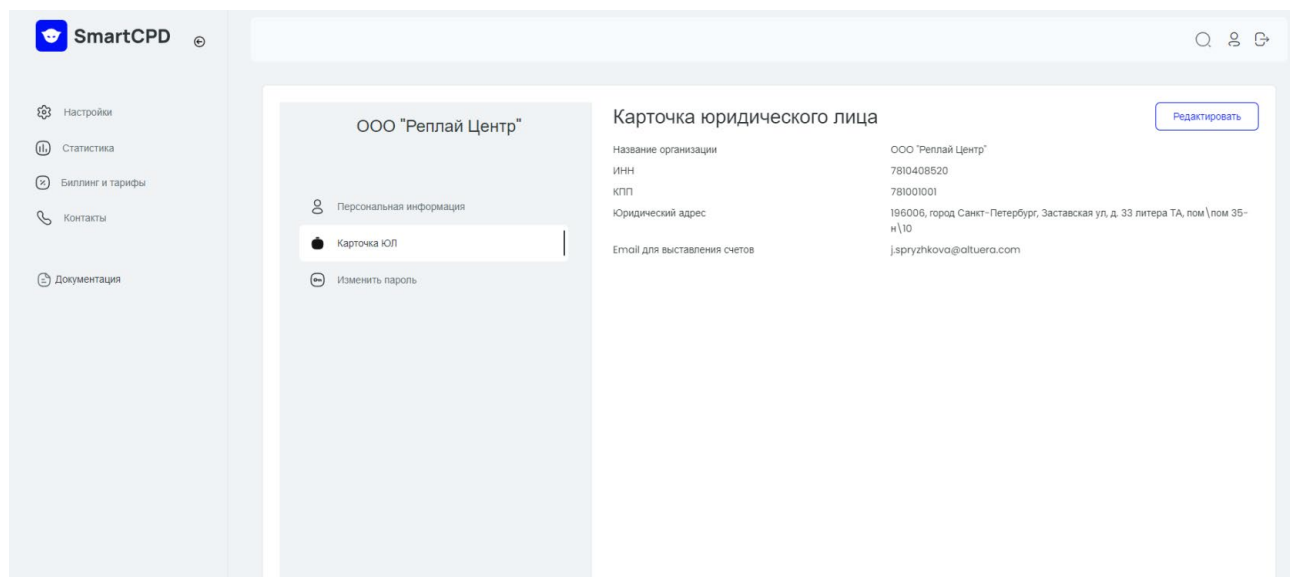 SmartCPD
Настройки
Статистика
Биллинг и тарифы
Контакты
Документация
ООО "Реплай Центр"
Персональная информация
Карточка ЮЛ
Изменить пароль
Карточка юридического лица
Редактировать
Название организации ООО "Реплай Центр"
ИНН 7810408520
КПП 781001001
Юридический адрес 196006, город Санкт-Петербург, Заставская ул, д. 33 литера ТА, пом\пом 35-
н\10
Email для выставления счетов j.spryzhkova@altuera.com